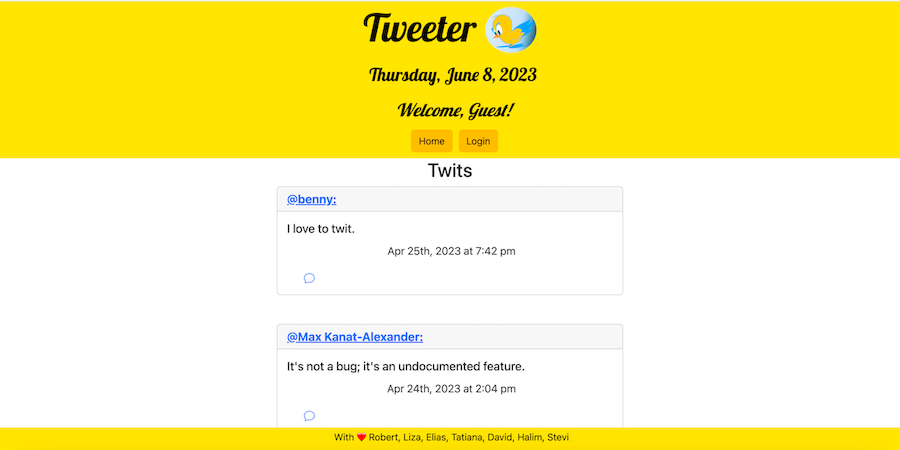 Tweeter
Thursday, June 8, 2023
Welcome, Guest!
Home Login
Twits
@benny:
I love to twit.
Apr 25th, 2023 at 7:42 pm
@Max Kanat-Alexander:
It's not a bug; it's an undocumented feature.
Apr 24th, 2023 at 2:04 pm
With ❤️ Robert, Liza, Elias, Tatiana, David, Halim, Stevi